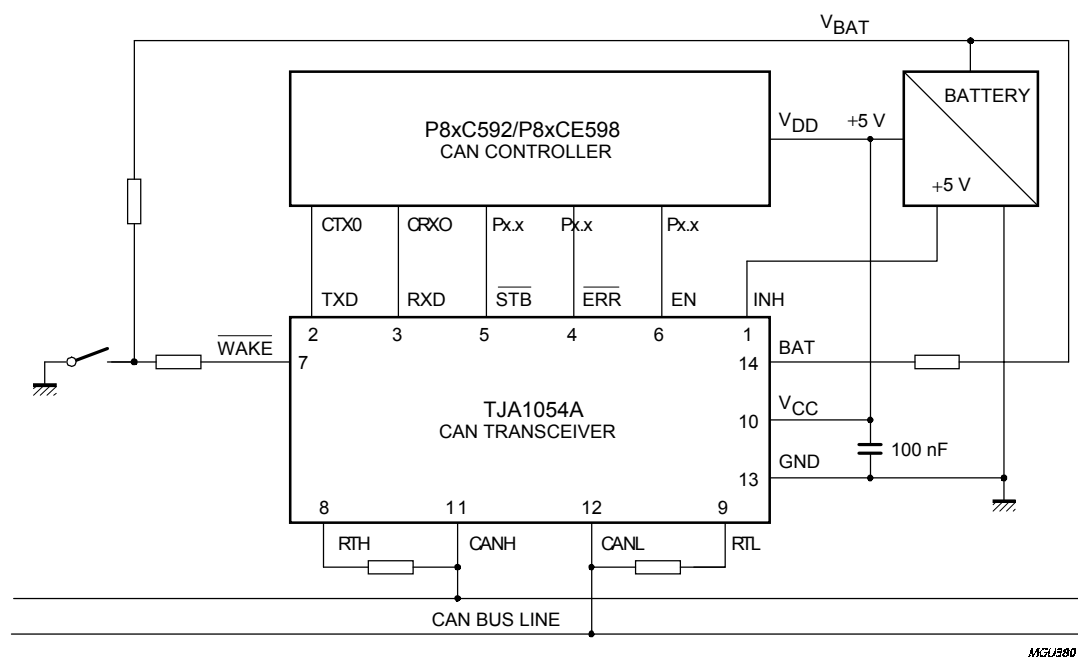 VBAT
BATTERY
P8xC592/P8xCE598
CAN CONTROLLER
VDD
+5 V
+5 V
CTX0
CRXO
Px.x
Px.x
Px.x
TXD
RXD
STB
ERR
EN
INH
2
3
5
4
6
1
WAKE
7
14
BAT
TJA1054A
CAN TRANSCEIVER
10
VCC
100 nF
13
GND
8
11
12
9
RTH
CANH
CANL
RTL
CAN BUS LINE
MGU380